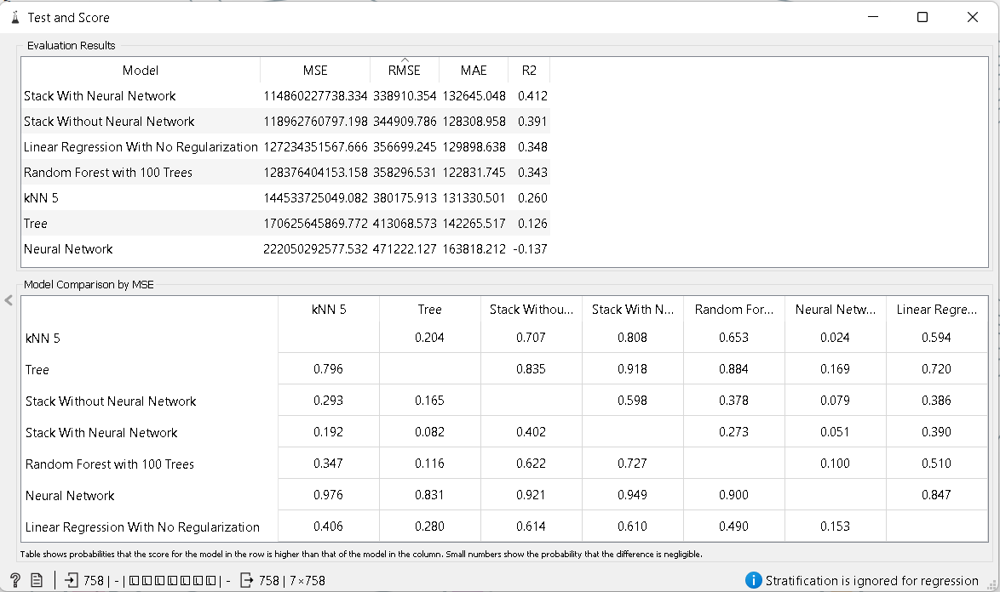 Test and Score
Evaluation Results
Model MSE RMSE MAE R2
Stack With Neural Network 114860227738.334 338910.354 132645.048 0.412
Stack Without Neural Network 118962760797.198 344909.786 128308.958 0.391
Linear Regression With No Regularization 127234351567.666 356699.245 129898.638 0.348
Random Forest with 100 Trees 128376404153.158 358296.531 122831.745 0.343
kNN 5 144533725049.082 380175.913 131330.501 0.260
Tree 170625645869.772 413068.573 142265.517 0.126
Neural Network 222050292577.532 471222.127 163818.212 -0.137
Model Comparison by MSE
kNN 5 Tree Stack Withou... Stack With N... Random For... Neural Netw... Linear Regre...
kNN 5 0.204 0.707 0.808 0.653 0.024 0.594
Tree 0.796 0.835 0.918 0.884 0.169 0.720
Stack Without Neural Network 0.293 0.165 0.598 0.378 0.079 0.386
Stack With Neural Network 0.192 0.082 0.402 0.273 0.051 0.390
Random Forest with 100 Trees 0.347 0.116 0.622 0.727 0.100 0.510
Neural Network 0.976 0.831 0.921 0.949 0.900 0.847
Linear Regression With No Regularization 0.406 0.280 0.614 0.610 0.490 0.153
Table shows probabilities that the score for the model in the row is higher than that of the model in the column. Small numbers show the probability that the difference is negligible.
? 758 | - | □□□□□□□ | - 758 | 7×758
Stratification is ignored for regression